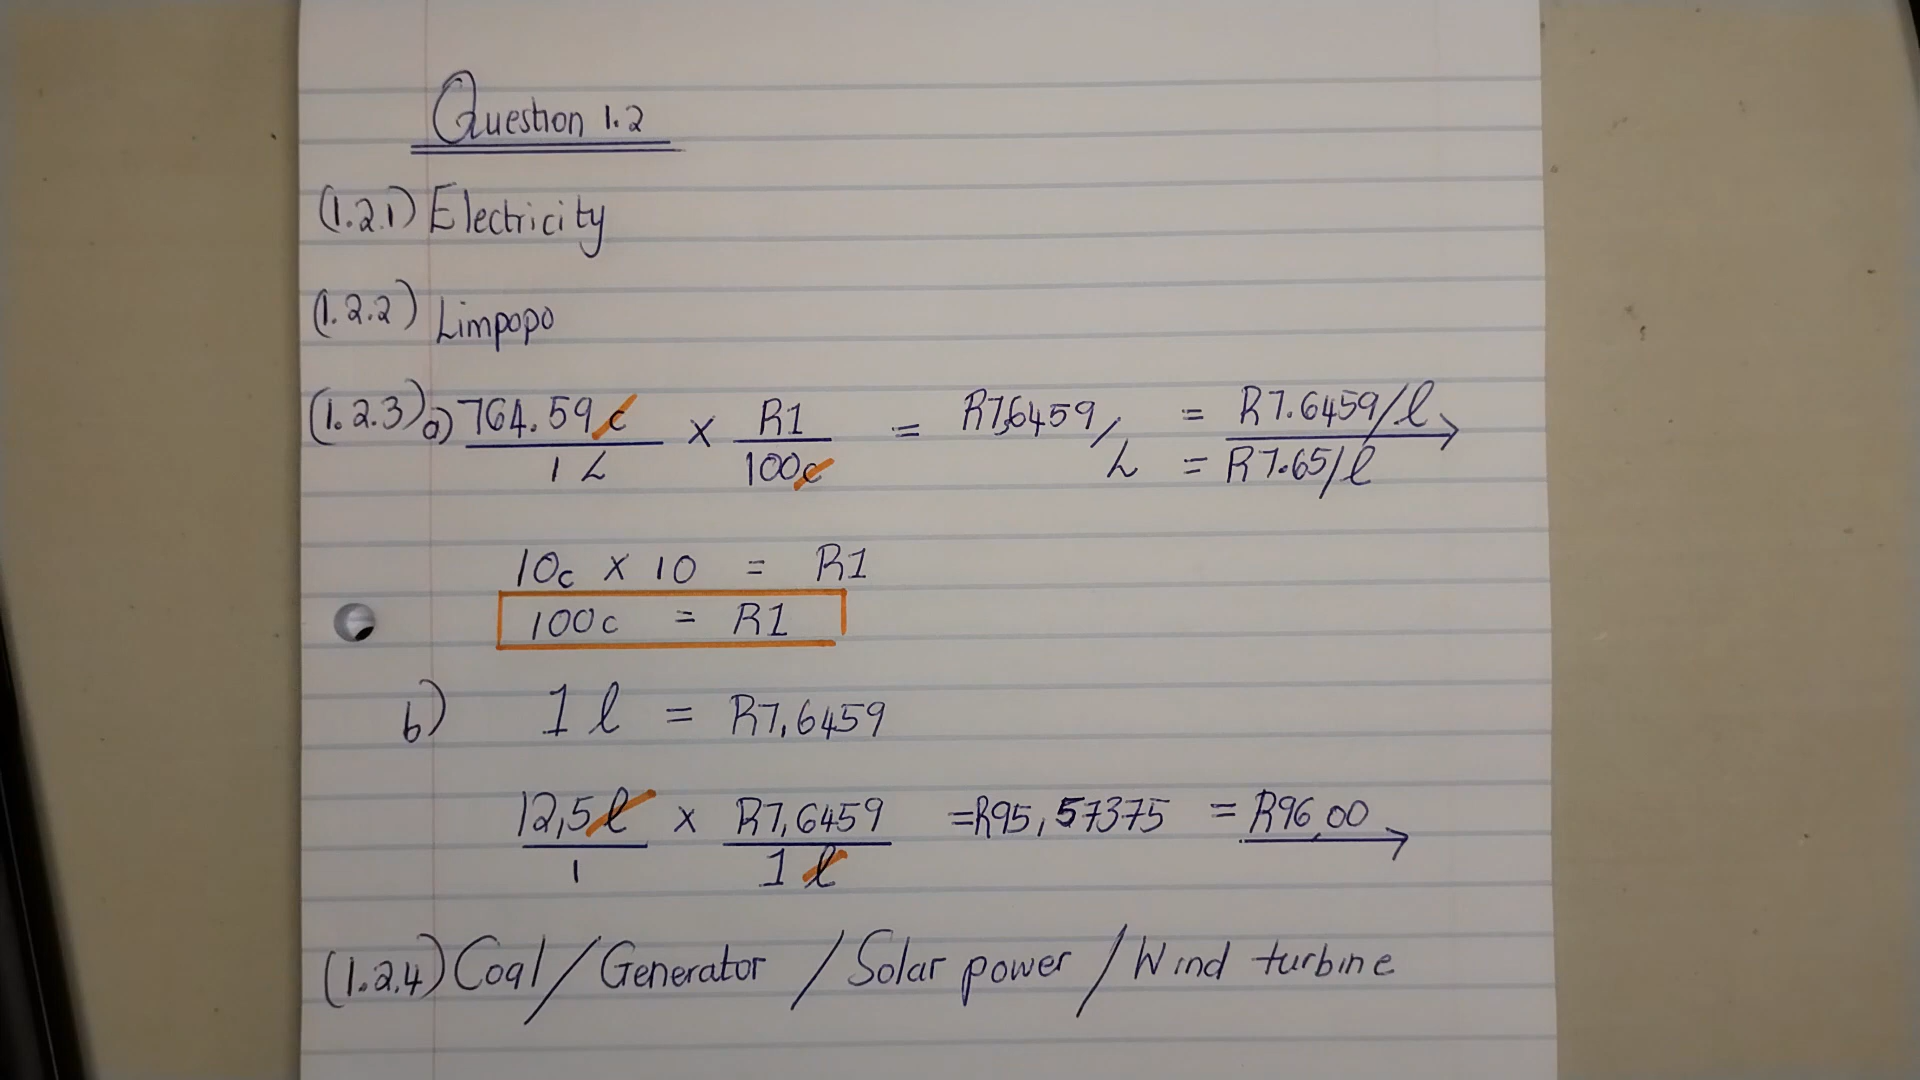 Question 1.2
(1.2.1) Electricity
(1.2.2) Limpopo
(1.2.3) a) 764.59c / 1 L × R1 / 100c = R7,6459/L = R7.6459/l
= R7.65/l
10c × 10 = R1
100c = R1
b) 1 l = R7,6459
12,5l / 1 × R7,6459 / 1 l = R95,57375 = R96,00
(1.2.4) Coal / Generator / Solar power / Wind turbine